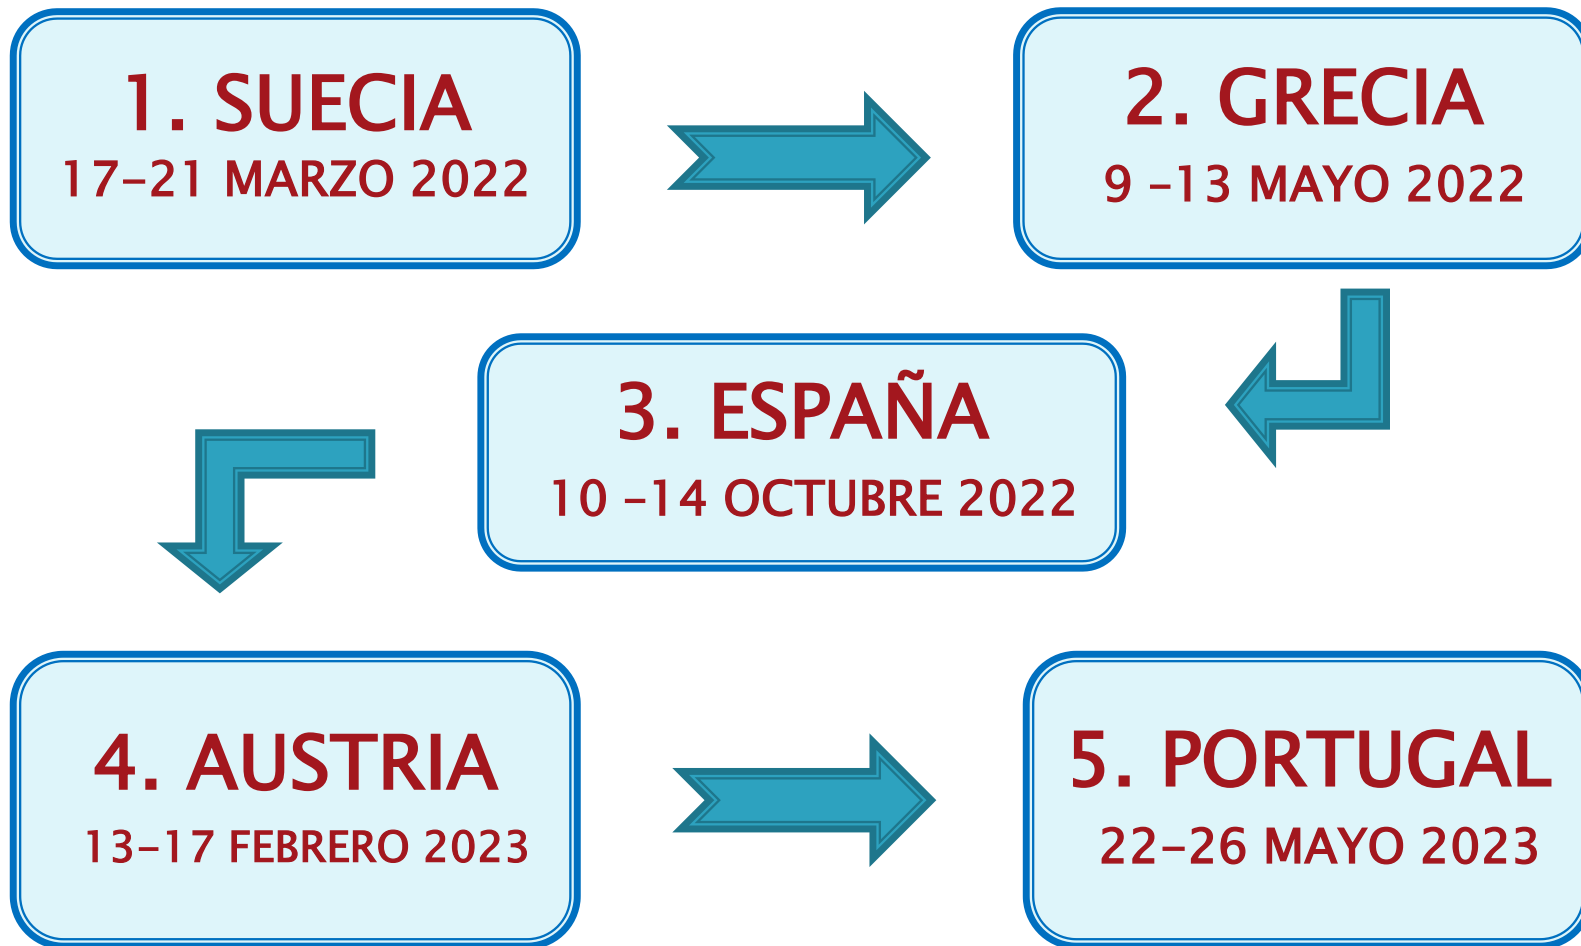 1. SUECIA
17-21 MARZO 2022
2. GRECIA
9 -13 MAYO 2022
3. ESPAÑA
10 -14 OCTUBRE 2022
4. AUSTRIA
13-17 FEBRERO 2023
5. PORTUGAL
22-26 MAYO 2023